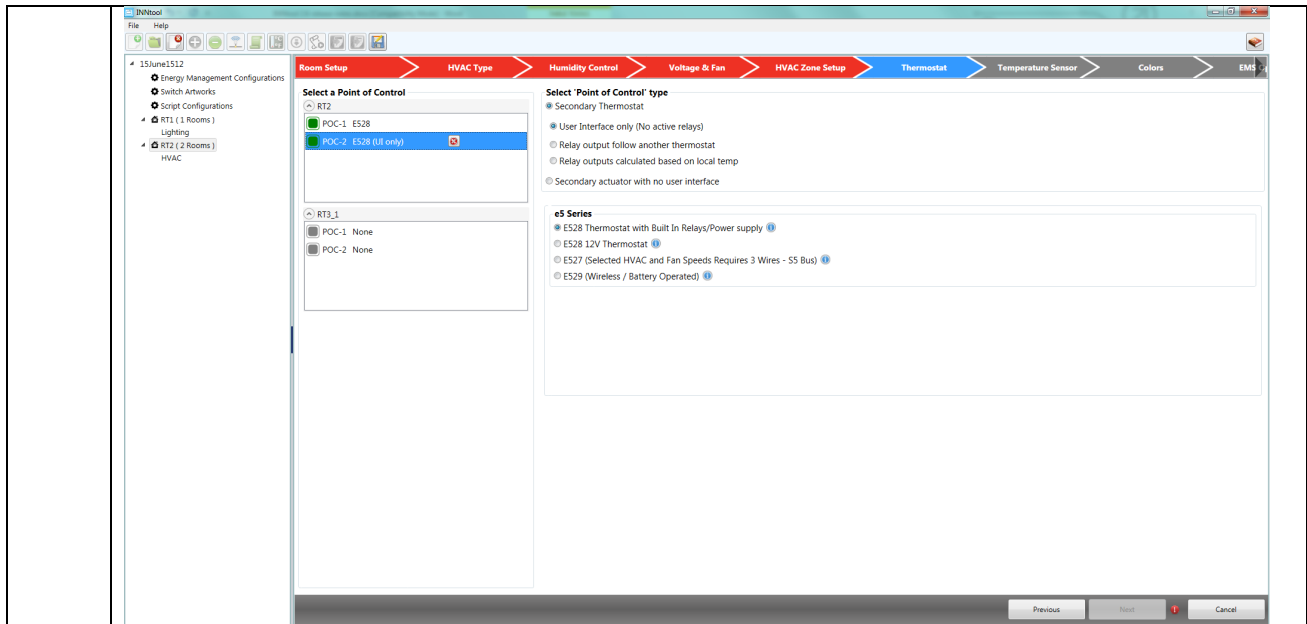 INNtool
File Help
15June1512
Energy Management Configurations
Switch Artworks
Script Configurations
RT1 ( 1 Rooms )
Lighting
RT2 ( 2 Rooms )
HVAC
Room Setup HVAC Type Humidity Control Voltage & Fan HVAC Zone Setup Thermostat Temperature Sensor Colors EMS
Select a Point of Control
RT2
POC-1 E528
POC-2 E528 (UI only)
RT3_1
POC-1 None
POC-2 None
Select 'Point of Control' type
Secondary Thermostat
User Interface only (No active relays)
Relay output follow another thermostat
Relay outputs calculated based on local temp
Secondary actuator with no user interface
e5 Series
E528 Thermostat with Built In Relays/Power supply
E528 12V Thermostat
E527 (Selected HVAC and Fan Speeds Requires 3 Wires - S5 Bus)
E529 (Wireless / Battery Operated)
Previous Next Cancel